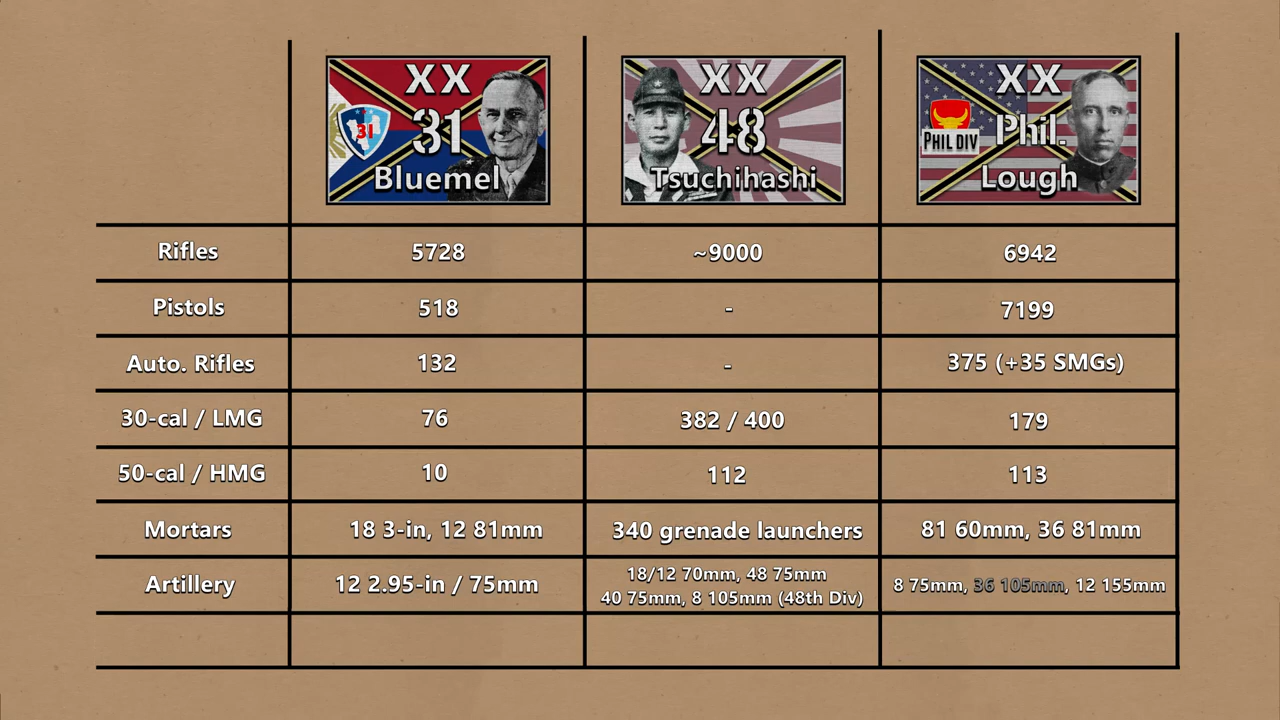 XX
31
31
Bluemel
XX
48
Tsuchihashi
XX
Phil.
PHIL DIV
Lough
Rifles 5728 ~9000 6942
Pistols 518 - 7199
Auto. Rifles 132 - 375 (+35 SMGs)
30-cal / LMG 76 382 / 400 179
50-cal / HMG 10 112 113
Mortars 18 3-in, 12 81mm 340 grenade launchers 81 60mm, 36 81mm
Artillery 12 2.95-in / 75mm 18/12 70mm, 48 75mm
40 75mm, 8 105mm (48th Div) 8 75mm, 36 105mm, 12 155mm